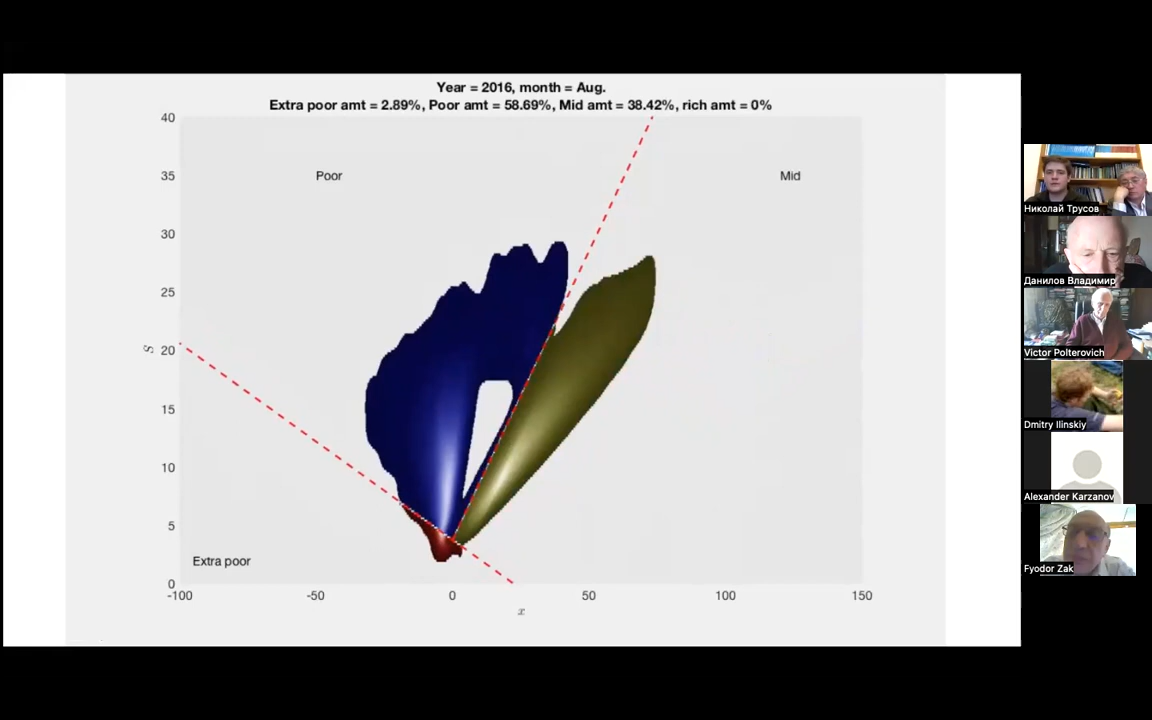 Year = 2016, month = Aug.
Extra poor amt = 2.89%, Poor amt = 58.69%, Mid amt = 38.42%, rich amt = 0%
40
35
30
25
20
15
10
5
0
S
Poor
Mid
Extra poor
-100
-50
0
50
100
150
x
Николай Трусов
Данилов Владимир
Victor Polterovich
Dmitry Ilinskiy
Alexander Karzanov
Fyodor Zak